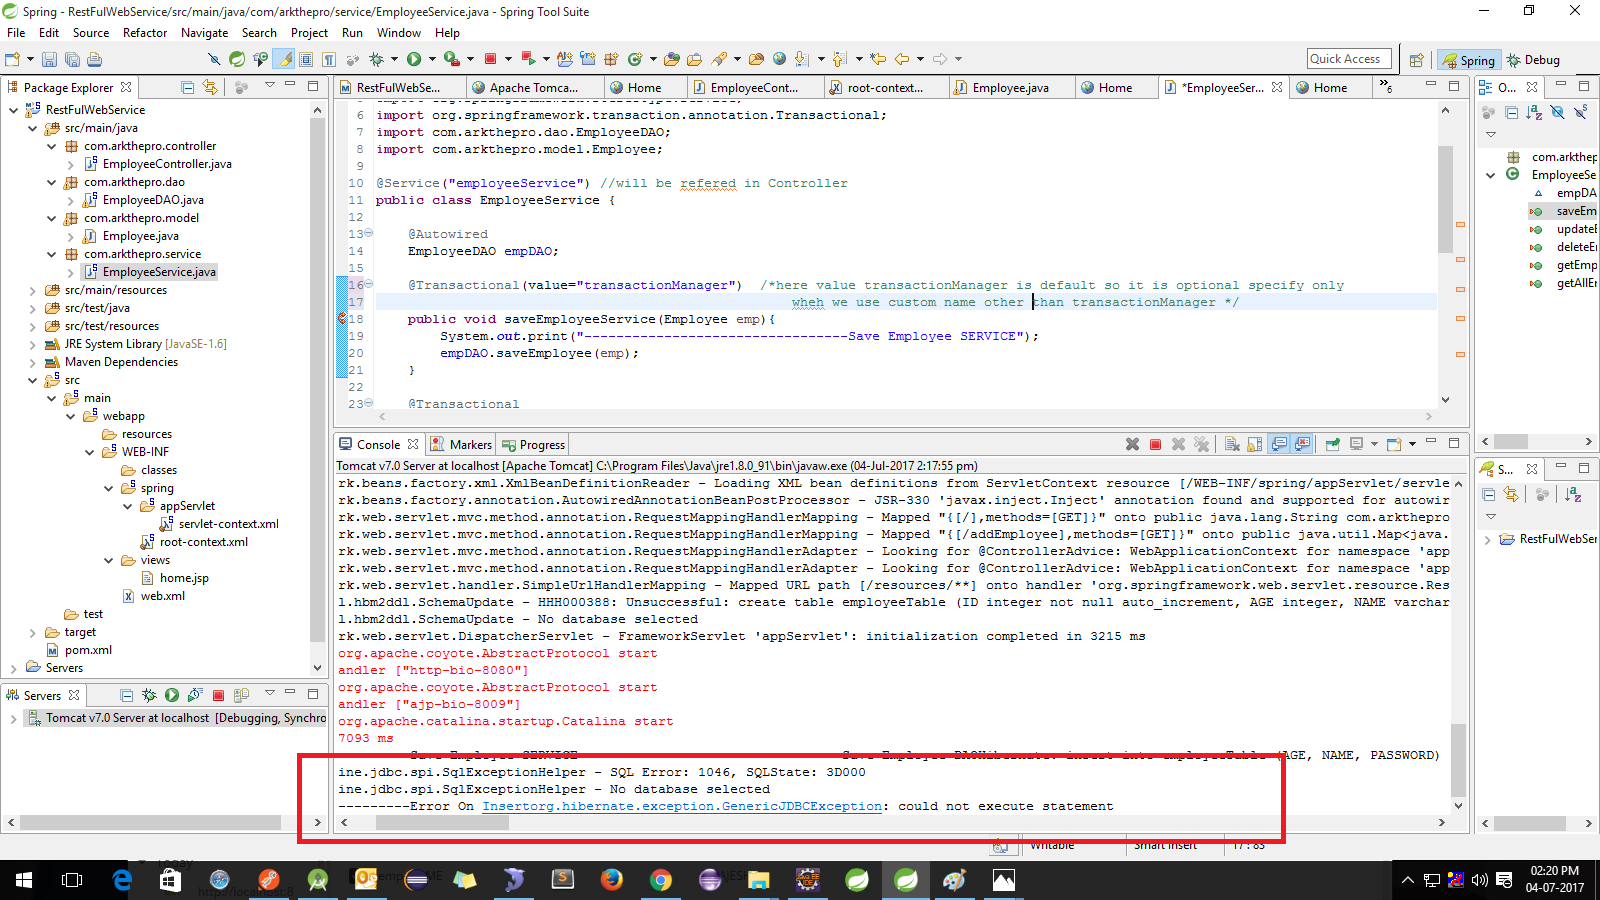 Spring - RestFulWebService/src/main/java/com/arkthepro/service/EmployeeService.java - Spring Tool Suite
File Edit Source Refactor Navigate Search Project Run Window Help
Quick Access
Spring
Debug
Package Explorer
RestFulWebService
src/main/java
com.arkthepro.controller
EmployeeController.java
com.arkthepro.dao
EmployeeDAO.java
com.arkthepro.model
Employee.java
com.arkthepro.service
EmployeeService.java
src/main/resources
src/test/java
src/test/resources
JRE System Library [JavaSE-1.6]
Maven Dependencies
src
main
webapp
resources
WEB-INF
classes
spring
appServlet
servlet-context.xml
root-context.xml
views
home.jsp
web.xml
test
target
pom.xml
Servers
Servers
Tomcat v7.0 Server at localhost [Debugging, Synchro
RestFulWebSe... Apache Tomca... Home EmployeeCont... root-context... Employee.java Home *EmployeeSer... Home »6
6 import org.springframework.transaction.annotation.Transactional;
7 import com.arkthepro.dao.EmployeeDAO;
8 import com.arkthepro.model.Employee;
9
10 @Service("employeeService") //will be refered in Controller
11 public class EmployeeService {
12
13 @Autowired
14 EmployeeDAO empDAO;
15
16 @Transactional(value="transactionManager") /*here value transactionManager is default so it is optional specify only
17 wheh we use custom name other than transactionManager */
18 public void saveEmployeeService(Employee emp){
19 System.out.print("---------------------------------Save Employee SERVICE");
20 empDAO.saveEmployee(emp);
21 }
22
23 @Transactional
Console Markers Progress
Tomcat v7.0 Server at localhost [Apache Tomcat] C:\Program Files\Java\jre1.8.0_91\bin\javaw.exe (04-Jul-2017 2:17:55 pm)
rk.beans.factory.xml.XmlBeanDefinitionReader - Loading XML bean definitions from ServletContext resource [/WEB-INF/spring/appServlet/servle
rk.beans.factory.annotation.AutowiredAnnotationBeanPostProcessor - JSR-330 'javax.inject.Inject' annotation found and supported for autowir
rk.web.servlet.mvc.method.annotation.RequestMappingHandlerMapping - Mapped "{[/],methods=[GET]}" onto public java.lang.String com.arkthepro
rk.web.servlet.mvc.method.annotation.RequestMappingHandlerMapping - Mapped "{[/addEmployee],methods=[GET]}" onto public java.util.Map<java.
rk.web.servlet.mvc.method.annotation.RequestMappingHandlerAdapter - Looking for @ControllerAdvice: WebApplicationContext for namespace 'app
rk.web.servlet.mvc.method.annotation.RequestMappingHandlerAdapter - Looking for @ControllerAdvice: WebApplicationContext for namespace 'app
rk.web.servlet.handler.SimpleUrlHandlerMapping - Mapped URL path [/resources/**] onto handler 'org.springframework.web.servlet.resource.Res
l.hbm2ddl.SchemaUpdate - HHH000388: Unsuccessful: create table employeeTable (ID integer not null auto_increment, AGE integer, NAME varchar
l.hbm2ddl.SchemaUpdate - No database selected
rk.web.servlet.DispatcherServlet - FrameworkServlet 'appServlet': initialization completed in 3215 ms
org.apache.coyote.AbstractProtocol start
andler ["http-bio-8080"]
org.apache.coyote.AbstractProtocol start
andler ["ajp-bio-8009"]
org.apache.catalina.startup.Catalina start
7093 ms
(AGE, NAME, PASSWORD)
ine.jdbc.spi.SqlExceptionHelper - SQL Error: 1046, SQLState: 3D000
ine.jdbc.spi.SqlExceptionHelper - No database selected
---------Error On Insertorg.hibernate.exception.GenericJDBCException: could not execute statement
Writable Smart Insert 17 : 83
O...
com.arkthep
EmployeeSe
empDA
saveEm
updateE
deleteEr
getEmp
getAllEr
S...
RestFulWebSer
02:20 PM
04-07-2017